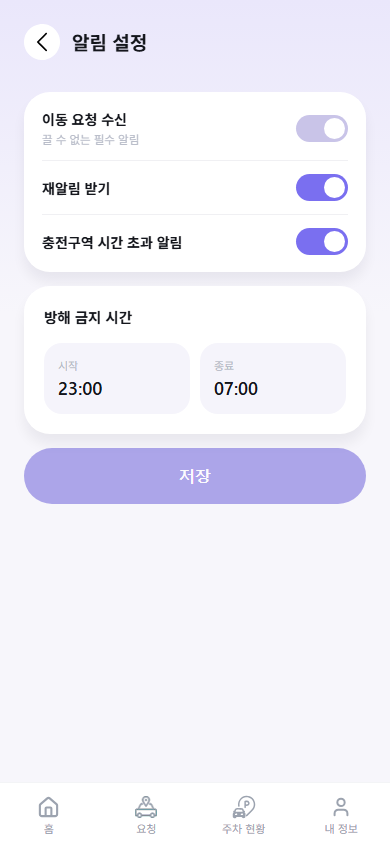 알림 설정
이동 요청 수신
끌 수 없는 필수 알림
재알림 받기
충전구역 시간 초과 알림
방해 금지 시간
시작
23:00
종료
07:00
저장
홈
요청
주차 현황
내 정보